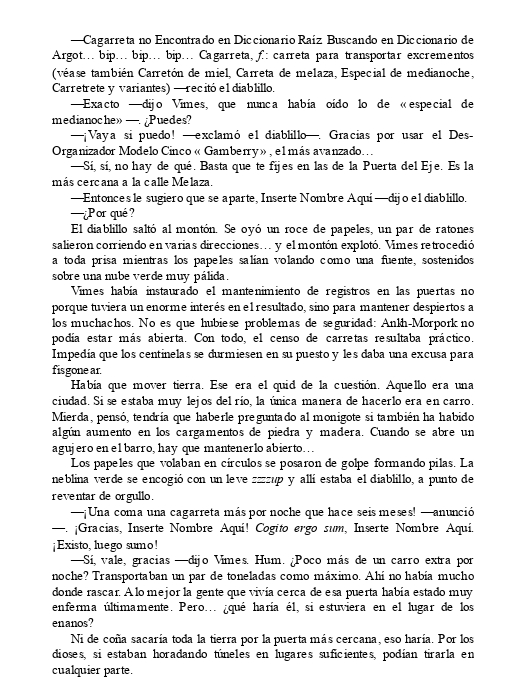 —Cagarreta no Encontrado en Diccionario Raíz. Buscando en Diccionario de
Argot… bip… bip… bip… Cagarreta, f.: carreta para transportar excrementos
(véase también Carretón de miel, Carreta de melaza, Especial de medianoche,
Carretrete y variantes) —recitó el diablillo.
—Exacto —dijo Vimes, que nunca había oído lo de «especial de
medianoche»—. ¿Puedes?
—¡Vaya si puedo! —exclamó el diablillo—. Gracias por usar el Des-
Organizador Modelo Cinco «Gamberry», el más avanzado…
—Sí, sí, no hay de qué. Basta que te fijes en las de la Puerta del Eje. Es la
más cercana a la calle Melaza.
—Entonces le sugiero que se aparte, Inserte Nombre Aquí —dijo el diablillo.
—¿Por qué?
El diablillo saltó al montón. Se oyó un roce de papeles, un par de ratones
salieron corriendo en varias direcciones… y el montón explotó. Vimes retrocedió
a toda prisa mientras los papeles salían volando como una fuente, sostenidos
sobre una nube verde muy pálida.
Vimes había instaurado el mantenimiento de registros en las puertas no
porque tuviera un enorme interés en el resultado, sino para mantener despiertos a
los muchachos. No es que hubiese problemas de seguridad: Ankh-Morpork no
podía estar más abierta. Con todo, el censo de carretas resultaba práctico.
Impedía que los centinelas se durmiesen en su puesto y les daba una excusa para
fisgonear.
Había que mover tierra. Ese era el quid de la cuestión. Aquello era una
ciudad. Si se estaba muy lejos del río, la única manera de hacerlo era en carro.
Mierda, pensó, tendría que haberle preguntado al monigote si también ha habido
algún aumento en los cargamentos de piedra y madera. Cuando se abre un
agujero en el barro, hay que mantenerlo abierto…
Los papeles que volaban en círculos se posaron de golpe formando pilas. La
neblina verde se encogió con un leve zzzzup y allí estaba el diablillo, a punto de
reventar de orgullo.
—¡Una coma una cagarreta más por noche que hace seis meses! —anunció
—. ¡Gracias, Inserte Nombre Aquí! Cogito ergo sum, Inserte Nombre Aquí.
¡Existo, luego sumo!
—Sí, vale, gracias —dijo Vimes. Hum. ¿Poco más de un carro extra por
noche? Transportaban un par de toneladas como máximo. Ahí no había mucho
donde rascar. A lo mejor la gente que vivía cerca de esa puerta había estado muy
enferma últimamente. Pero… ¿qué haría él, si estuviera en el lugar de los
enanos?
Ni de coña sacaría toda la tierra por la puerta más cercana, eso haría. Por los
dioses, si estaban horadando túneles en lugares suficientes, podían tirarla en
cualquier parte.